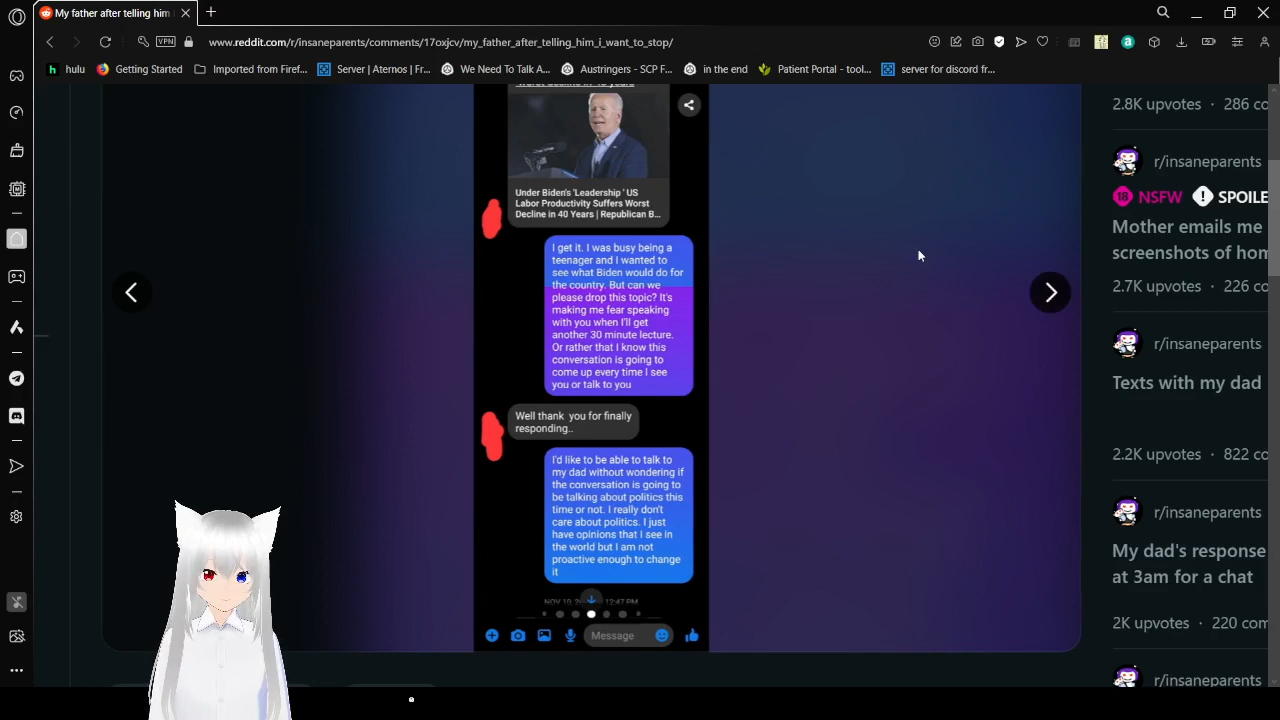 My father after telling him
www.reddit.com/r/insaneparents/comments/17oxjcv/my_father_after_telling_him_i_want_to_stop/
VPN
hulu
Getting Started
Imported from Firef...
Server | Aternos | Fr...
We Need To Talk A...
Austringers - SCP F...
in the end
Patient Portal - tool...
server for discord fr...
Under Biden's 'Leadership ' US
Labor Productivity Suffers Worst
Decline in 40 Years | Republican B...
I get it. I was busy being a
teenager and I wanted to
see what Biden would do for
the country. But can we
please drop this topic? It's
making me fear speaking
with you when I'll get
another 30 minute lecture.
Or rather that I know this
conversation is going to
come up every time I see
you or talk to you
Well thank you for finally
responding..
I'd like to be able to talk to
my dad without wondering if
the conversation is going to
be talking about politics this
time or not. I really don't
care about politics. I just
have opinions that I see in
the world but I am not
proactive enough to change
it
12:47 PM
Message
2.8K upvotes · 286 co
r/insaneparents
18 NSFW ! SPOILE
Mother emails me
screenshots of hom
2.7K upvotes · 226 co
r/insaneparents
Texts with my dad
2.2K upvotes · 822 co
r/insaneparents
My dad's response
at 3am for a chat
2K upvotes · 220 com
r/insaneparents